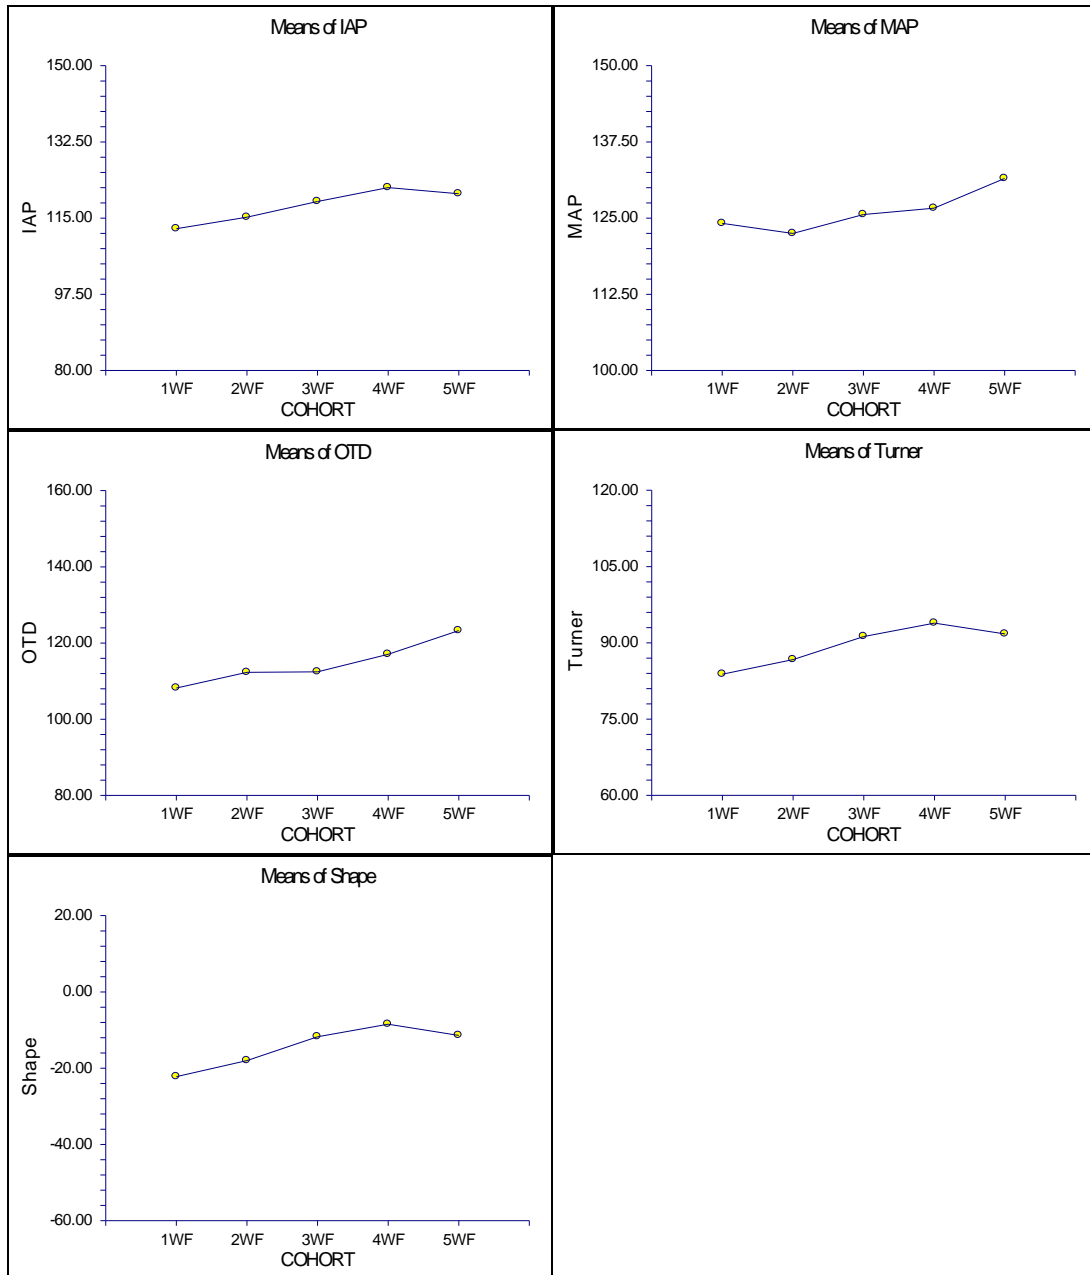 Means of IAP
150.00
132.50
115.00
97.50
80.00
IAP
1WF 2WF 3WF 4WF 5WF
COHORT
Means of MAP
150.00
137.50
125.00
112.50
100.00
MAP
1WF 2WF 3WF 4WF 5WF
COHORT
Means of OTD
160.00
140.00
120.00
100.00
80.00
OTD
1WF 2WF 3WF 4WF 5WF
COHORT
Means of Turner
120.00
105.00
90.00
75.00
60.00
Turner
1WF 2WF 3WF 4WF 5WF
COHORT
Means of Shape
20.00
0.00
-20.00
-40.00
-60.00
Shape
1WF 2WF 3WF 4WF 5WF
COHORT